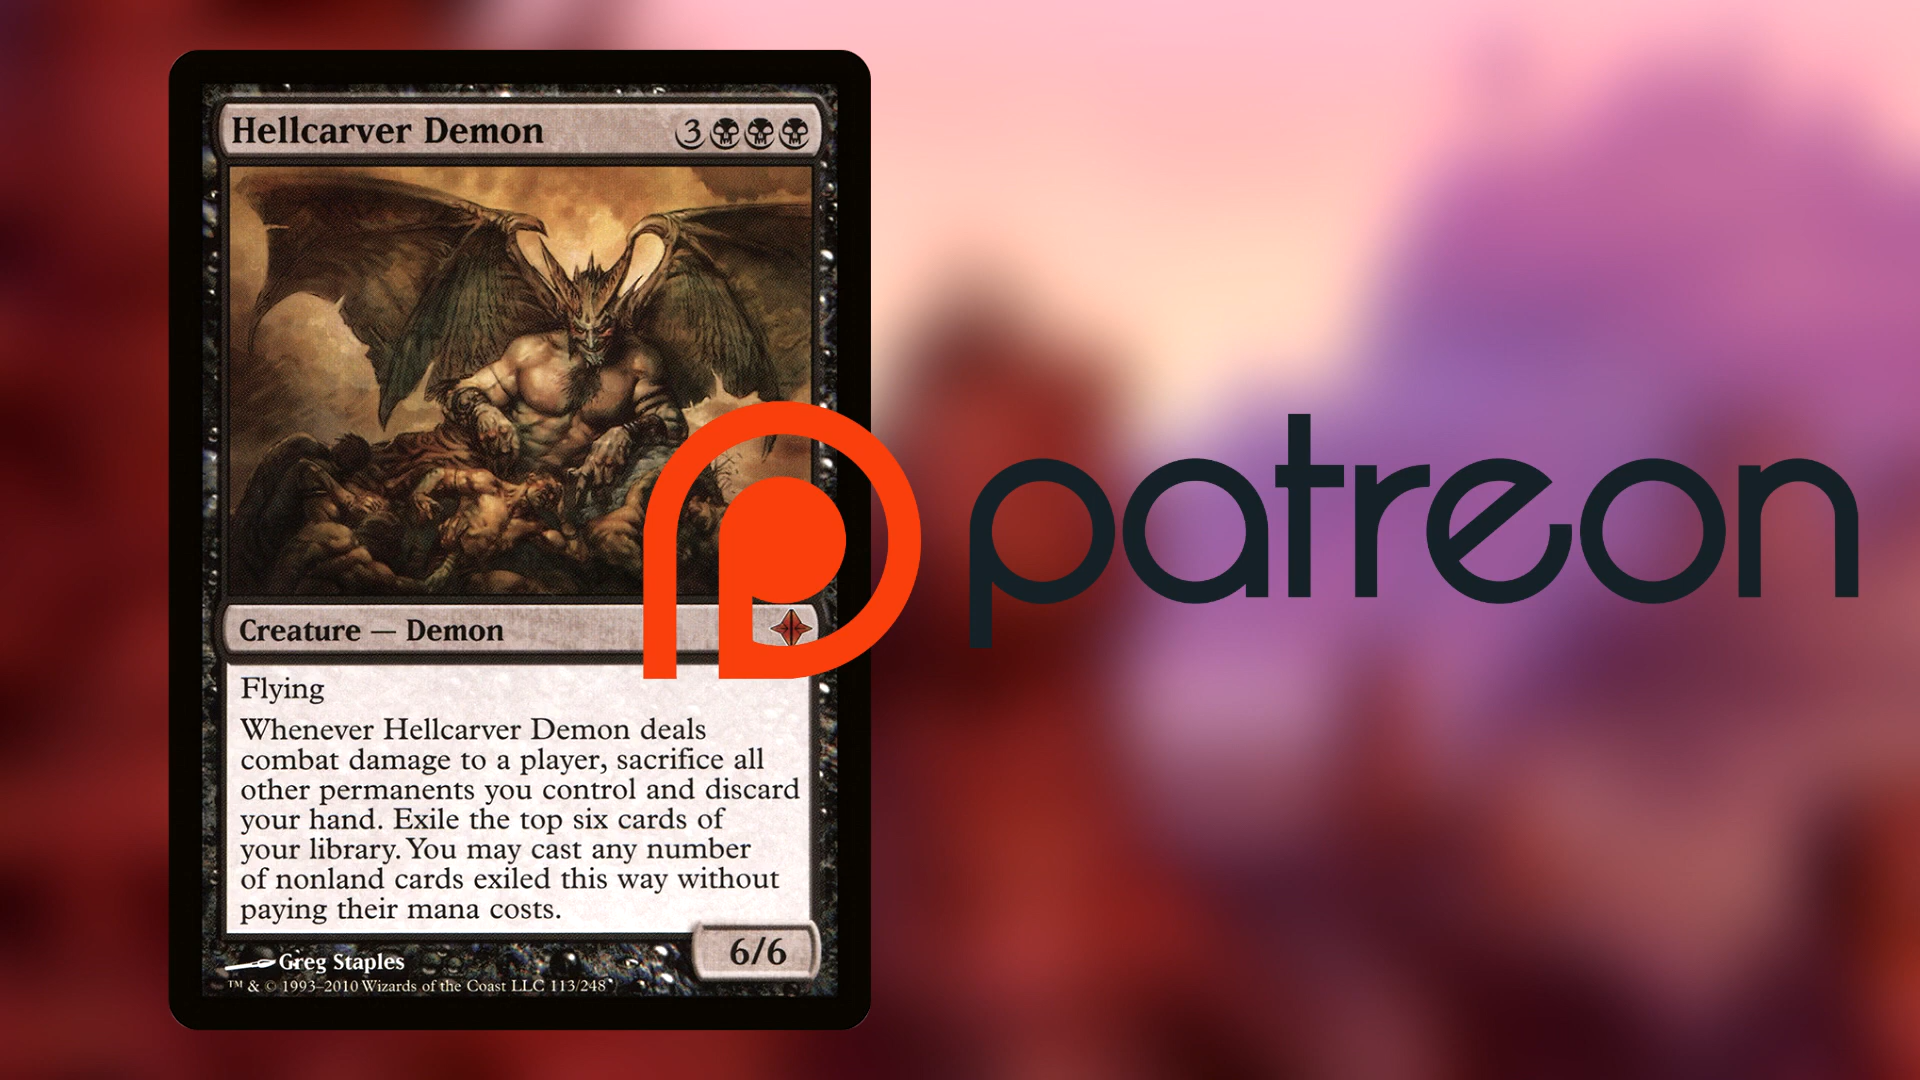 Hellcarver Demon 3
Creature — Demon
Flying
Whenever Hellcarver Demon deals
combat damage to a player, sacrifice all
other permanents you control and discard
your hand. Exile the top six cards of
your library. You may cast any number
of nonland cards exiled this way without
paying their mana costs.
6/6
Greg Staples
™ & © 1993–2010 Wizards of the Coast LLC 113/248
patreon